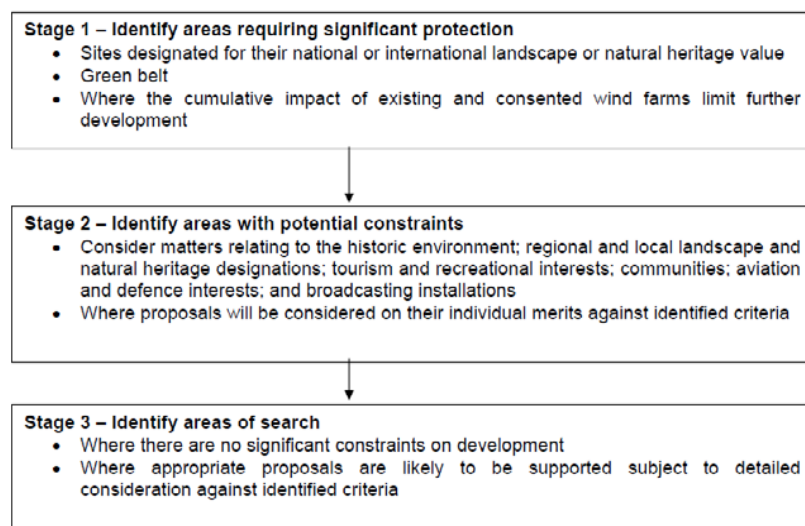 Stage 1 – Identify areas requiring significant protection
• Sites designated for their national or international landscape or natural heritage value
• Green belt
• Where the cumulative impact of existing and consented wind farms limit further
development
Stage 2 – Identify areas with potential constraints
• Consider matters relating to the historic environment; regional and local landscape and
natural heritage designations; tourism and recreational interests; communities; aviation
and defence interests; and broadcasting installations
• Where proposals will be considered on their individual merits against identified criteria
Stage 3 – Identify areas of search
• Where there are no significant constraints on development
• Where appropriate proposals are likely to be supported subject to detailed
consideration against identified criteria